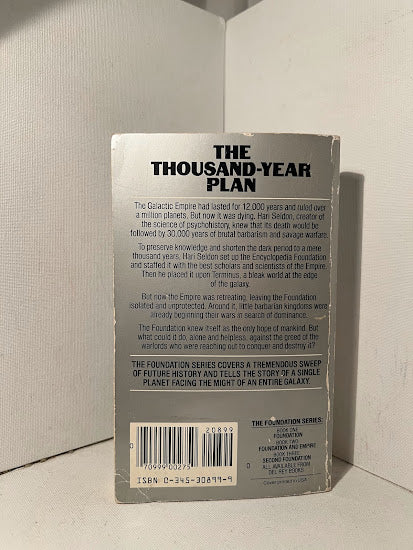 THE
THOUSAND-YEAR
PLAN
The Galactic Empire had lasted for 12,000 years and ruled over
a million planets. But now it was dying. Hari Seldon, creator of
the science of psychohistory, knew that its death would be
followed by 30,000 years of brutal barbarism and savage warfare.
To preserve knowledge and shorten the dark period to a mere
thousand years, Hari Seldon set up the Encyclopedia Foundation
and staffed it with the best scholars and scientists of the Empire.
Then he placed it upon Terminus, a bleak world at the edge
of the galaxy.
But now the Empire was retreating, leaving the Foundation
isolated and unprotected. Around it, little barbarian kingdoms were
already beginning their wars in search of dominance.
The Foundation knew itself as the only hope of mankind. But
what could it do, alone and helpless, against the greed of the
warlords who were reaching out to conquer and destroy it?
THE FOUNDATION SERIES COVERS A TREMENDOUS SWEEP
OF FUTURE HISTORY AND TELLS THE STORY OF A SINGLE
PLANET FACING THE MIGHT OF AN ENTIRE GALAXY.
THE FOUNDATION SERIES:
BOOK ONE
FOUNDATION
BOOK TWO
FOUNDATION AND EMPIRE
BOOK THREE
SECOND FOUNDATION
ALL AVAILABLE FROM
DEL REY BOOKS
Cover printed in USA
20899
0
70999 00275
0
ISBN 0-345-30899-9